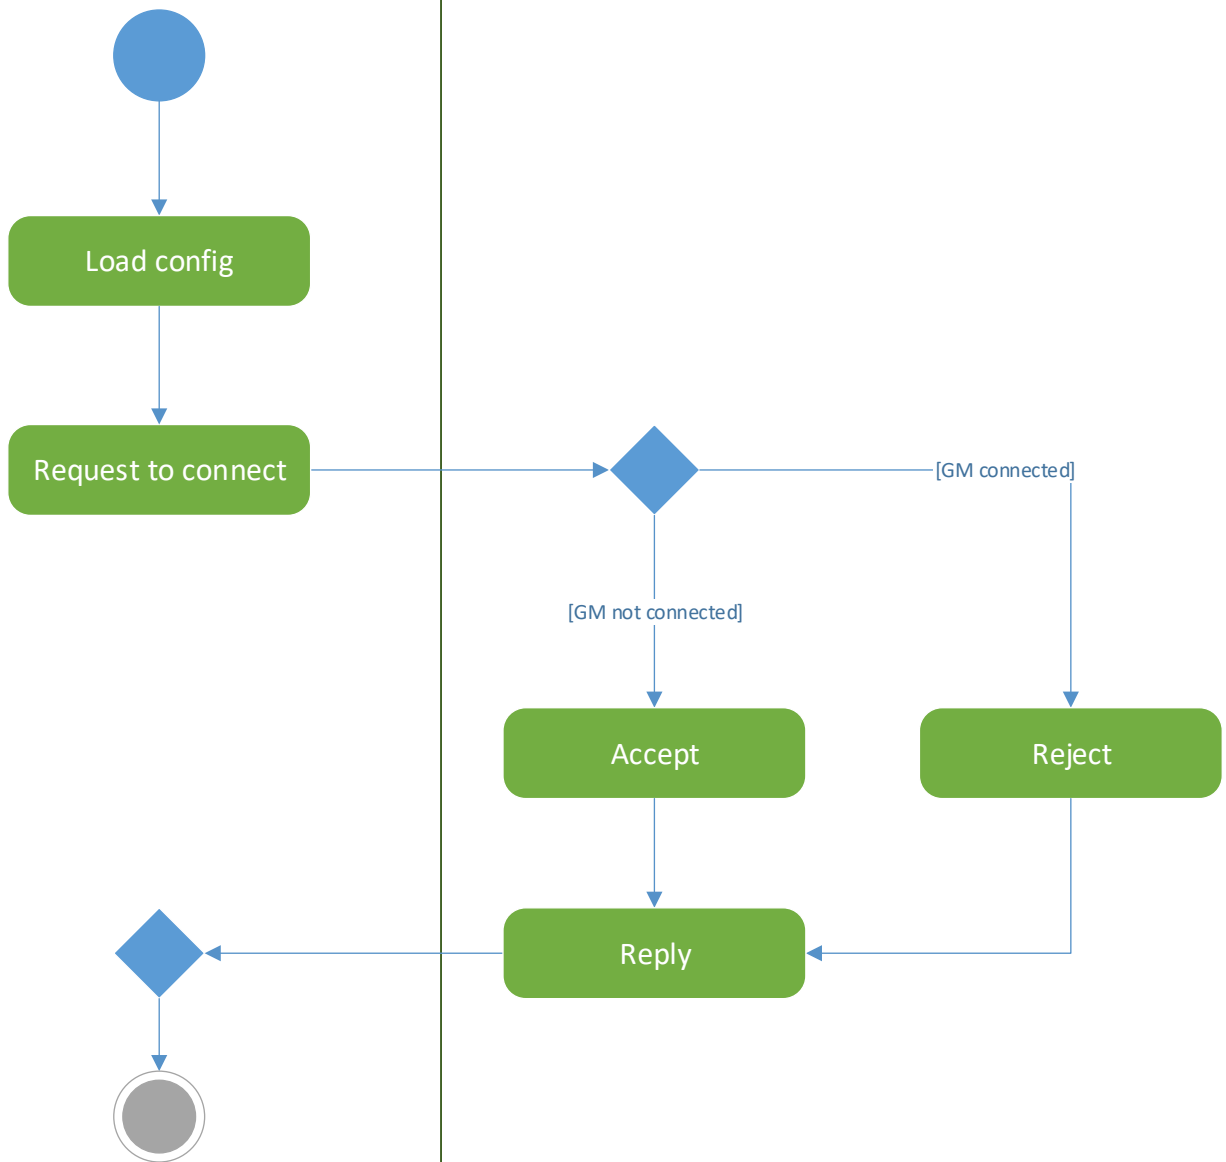 Load config
Request to connect
[GM connected]
[GM not connected]
Accept
Reject
Reply